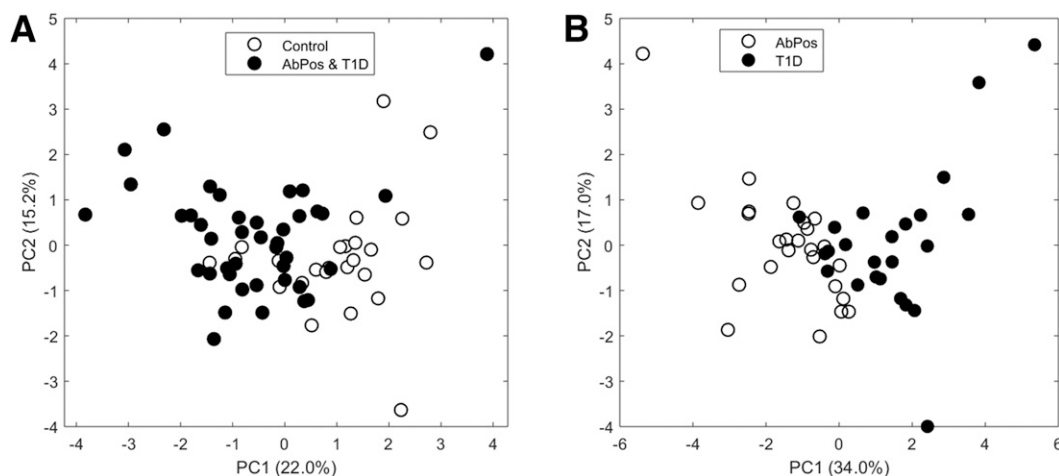 A
Control
AbPos & T1D
5
4
3
2
1
0
-1
-2
-3
-4
PC2 (15.2%)
-4 -3 -2 -1 0 1 2 3 4
PC1 (22.0%)
B
AbPos
T1D
5
4
3
2
1
0
-1
-2
-3
-4
PC2 (17.0%)
-6 -4 -2 0 2 4 6
PC1 (34.0%)